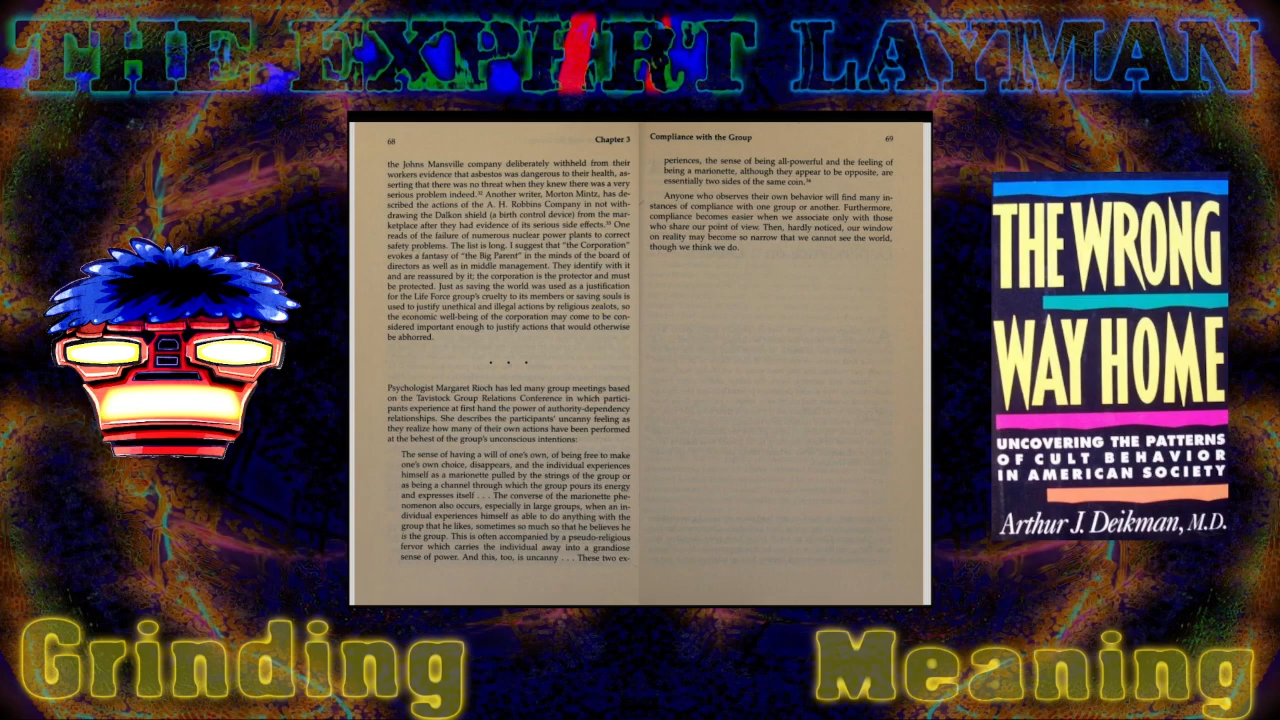 THE EXPERT LAYMAN
68
Chapter 3
the Johns Mansville company deliberately withheld from their
workers evidence that asbestos was dangerous to their health, as-
serting that there was no threat when they knew there was a very
serious problem indeed.³² Another writer, Morton Mintz, has de-
scribed the actions of the A. H. Robbins Company in not with-
drawing the Dalkon shield (a birth control device) from the mar-
ketplace after they had evidence of its serious side effects.³³ One
reads of the failure of numerous nuclear power plants to correct
safety problems. The list is long. I suggest that “the Corporation”
evokes a fantasy of “the Big Parent” in the minds of the board of
directors as well as in middle management. They identify with it
and are reassured by it; the corporation is the protector and must
be protected. Just as saving the world was used as a justification
for the Life Force group's cruelty to its members or saving souls is
used to justify unethical and illegal actions by religious zealots, so
the economic well-being of the corporation may come to be con-
sidered important enough to justify actions that would otherwise
be abhorred.
. . .
Psychologist Margaret Rioch has led many group meetings based
on the Tavistock Group Relations Conference in which partici-
pants experience at first hand the power of authority-dependency
relationships. She describes the participants' uncanny feeling as
they realize how many of their own actions have been performed
at the behest of the group's unconscious intentions:
The sense of having a will of one's own, of being free to make
one's own choice, disappears, and the individual experiences
himself as a marionette pulled by the strings of the group or
as being a channel through which the group pours its energy
and expresses itself . . . The converse of the marionette phe-
nomenon also occurs, especially in large groups, when an in-
dividual experiences himself as able to do anything with the
group that he likes, sometimes so much so that he believes he
is the group. This is often accompanied by a pseudo-religious
fervor which carries the individual away into a grandiose
sense of power. And this, too, is uncanny . . . These two ex-
Compliance with the Group
69
periences, the sense of being all-powerful and the feeling of
being a marionette, although they appear to be opposite, are
essentially two sides of the same coin.³⁴
Anyone who observes their own behavior will find many in-
stances of compliance with one group or another. Furthermore,
compliance becomes easier when we associate only with those
who share our point of view. Then, hardly noticed, our window
on reality may become so narrow that we cannot see the world,
though we think we do.
THE WRONG
WAY HOME
UNCOVERING THE PATTERNS
OF CULT BEHAVIOR
IN AMERICAN SOCIETY
Arthur J. Deikman, M.D.
Grinding
Meaning